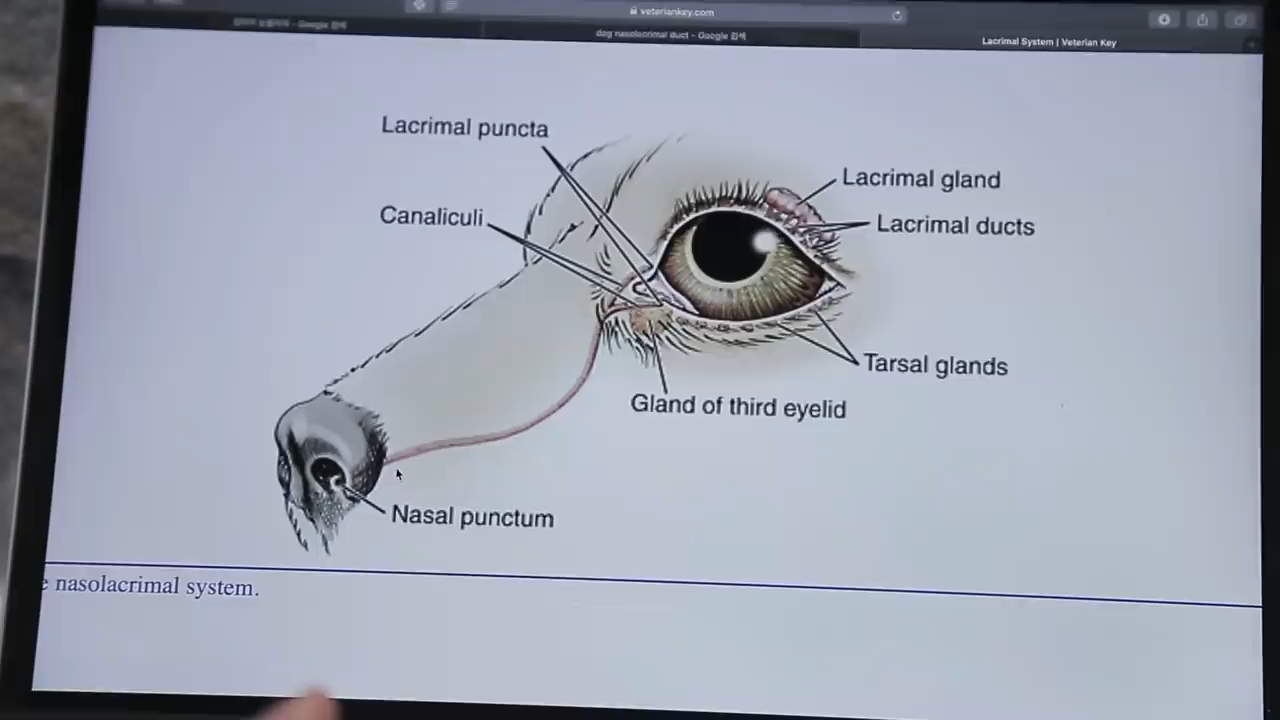 veteriankey.com
dog nasolacrimal duct - Google 검색
Lacrimal System | Veterian Key
Lacrimal puncta
Lacrimal gland
Canaliculi
Lacrimal ducts
Tarsal glands
Gland of third eyelid
Nasal punctum
nasolacrimal system.